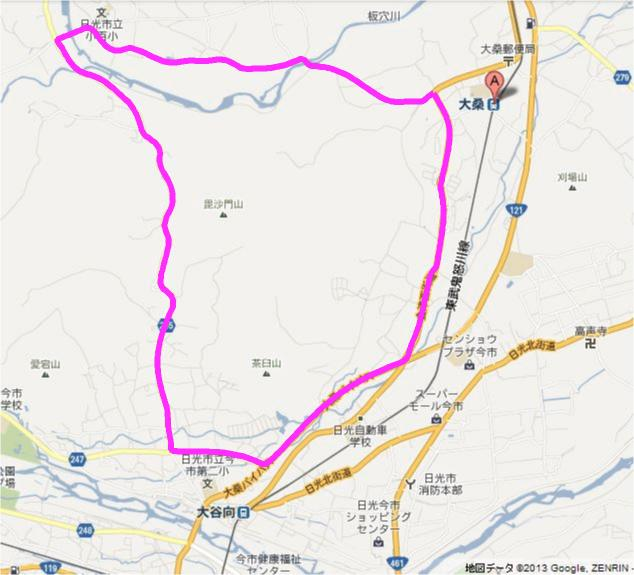 文
日光市立
小百小
板穴川
大桑郵便局
279
A
大桑
刈場山
毘沙門山
121
東武鬼怒川線
高声寺
センショウ
プラザ今市
日光北街道
茶臼山
愛宕山
今市
学校
スーパー
モール今市
日光自動車
学校
247
日光市立今
市第二小
文
大桑バイパ
日光北街道
日光市
消防本部
公園
プ場
大谷向
日光今市
ショッピング
センター
248
今市健康福祉
センター
119
461
地図データ ©2013 Google, ZENRIN -